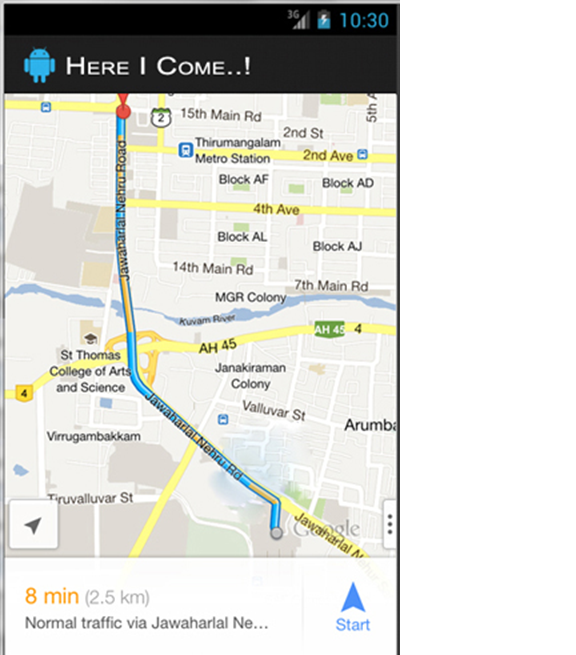 3G
10:30
HERE I COME..!
15th Main Rd
5th A
2
2nd St
Thirumangalam
Metro Station
2nd Ave
Block AF
Block AD
Jawaharlal Nehru Road
4th Ave
Block AL
Block AJ
14th Main Rd
7th Main Rd
MGR Colony
Kuvam River
AH 45
4
AH 45
St Thomas
College of Arts
and Science
Janakiraman
Colony
4
Jawaharlal Nehru Rd
Valluvar St
Arumba
Virugambakkam
Tiruvalluvar St
Google
Jawaharlal Nehru
8 min (2.5 km)
Normal traffic via Jawaharlal Ne…
Start